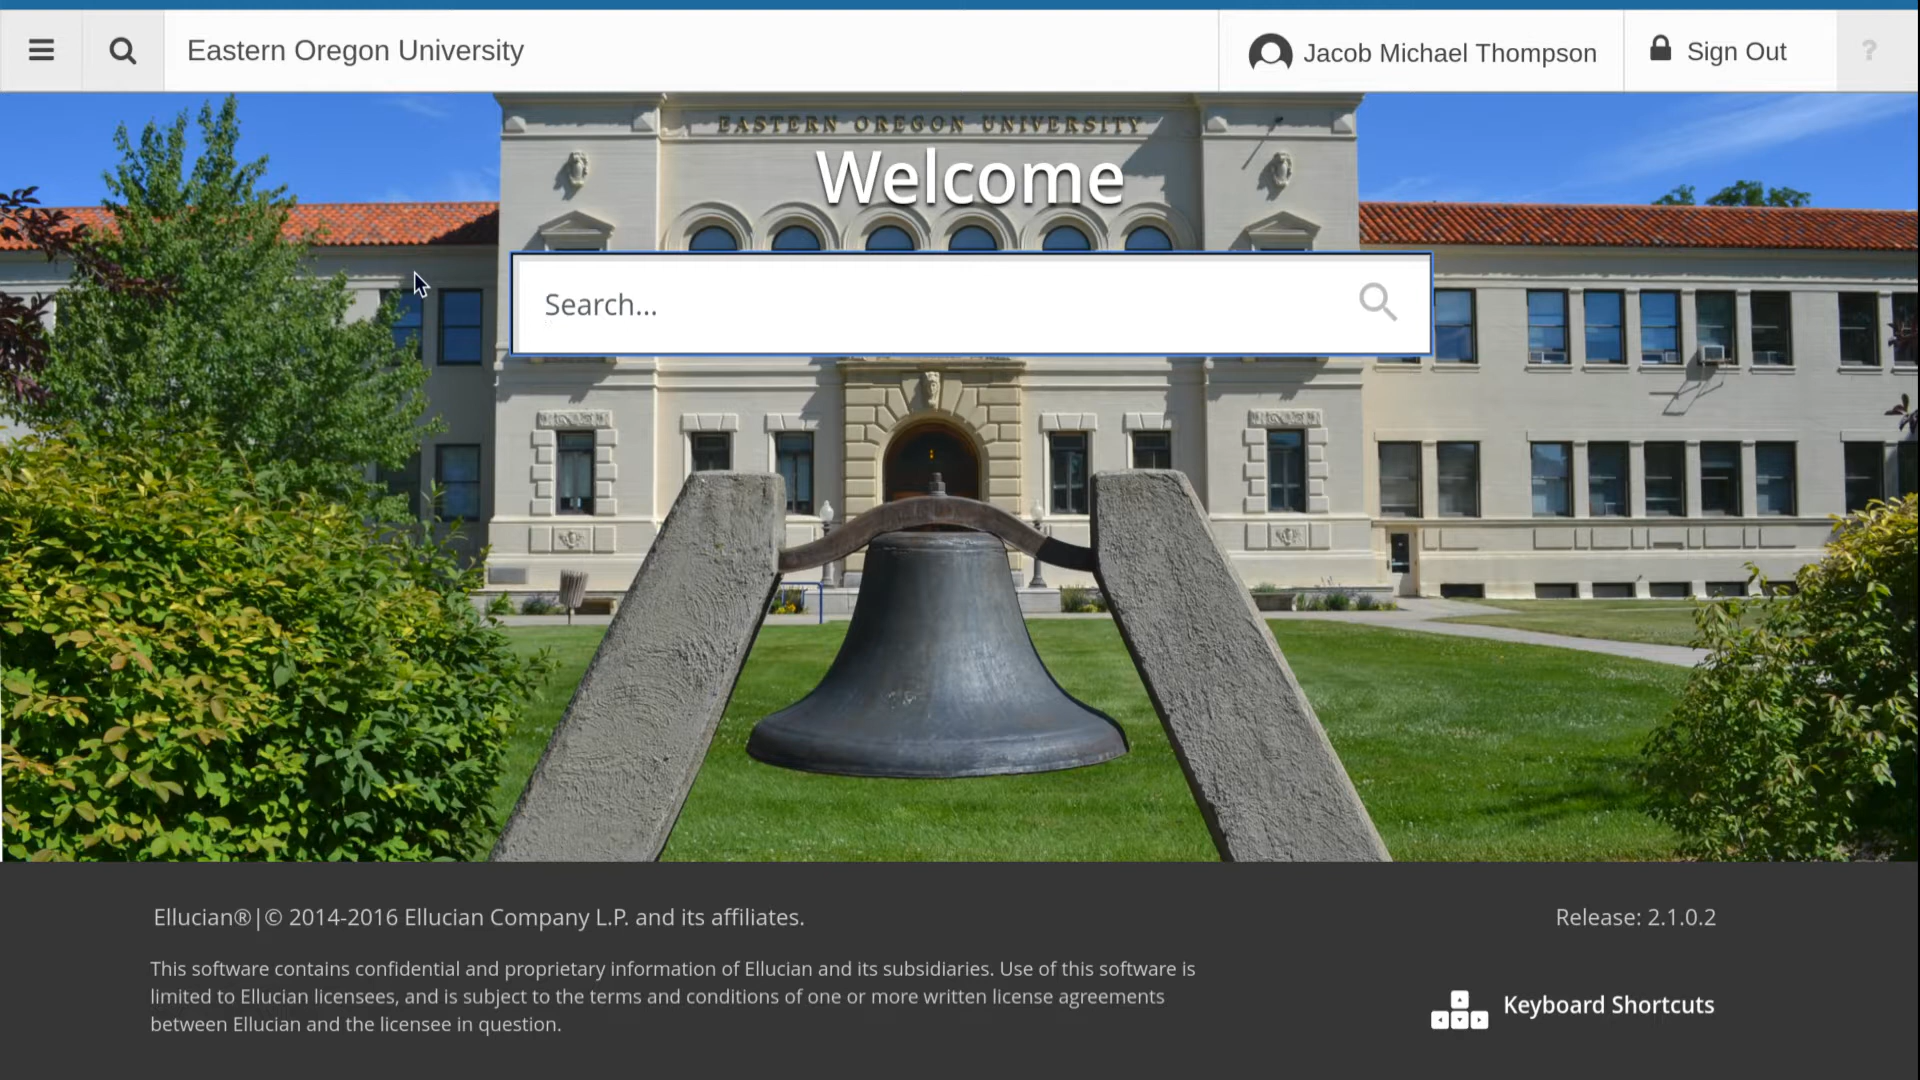 Eastern Oregon University
Jacob Michael Thompson
Sign Out
?
EASTERN OREGON UNIVERSITY
Welcome
Search...
Ellucian®|© 2014-2016 Ellucian Company L.P. and its affiliates.
Release: 2.1.0.2
This software contains confidential and proprietary information of Ellucian and its subsidiaries. Use of this software is
limited to Ellucian licensees, and is subject to the terms and conditions of one or more written license agreements
between Ellucian and the licensee in question.
Keyboard Shortcuts